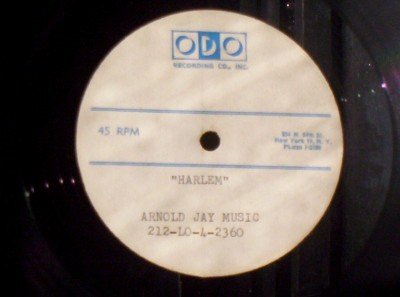 ODO
RECORDING CO., INC.
45 RPM
New York 19, N. Y.
"HARLEM"
ARNOLD JAY MUSIC
212-LO-4-2360